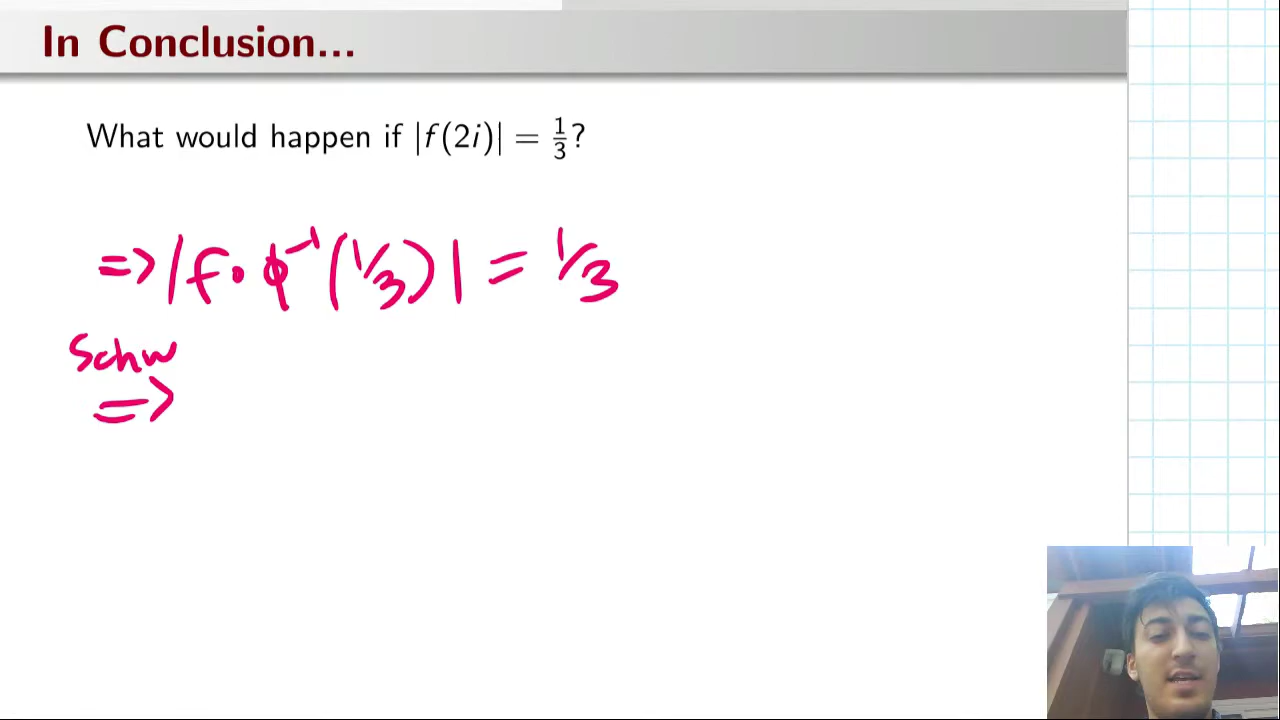 In Conclusion...
What would happen if |f(2i)| = 1/3?
=> |f∘φ⁻¹(1/3)| = 1/3
Schw
=>